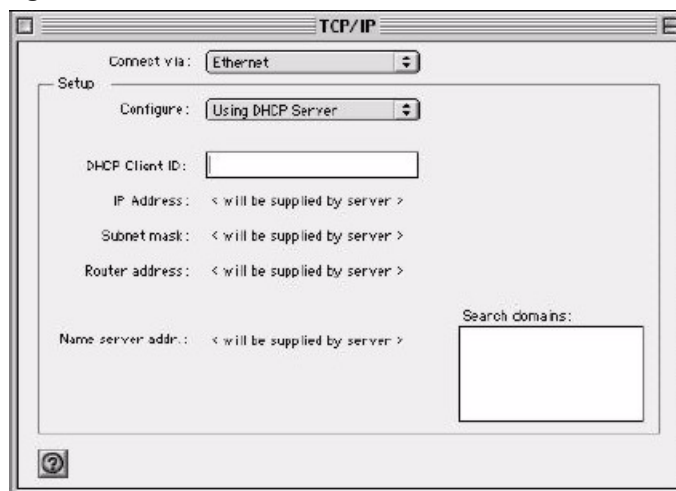 TCP/IP
Connect via: Ethernet
Setup
Configure: Using DHCP Server
DHCP Client ID:
IP Address: < will be supplied by server >
Subnet mask: < will be supplied by server >
Router address: < will be supplied by server >
Search domains:
Name server addr.: < will be supplied by server >
?